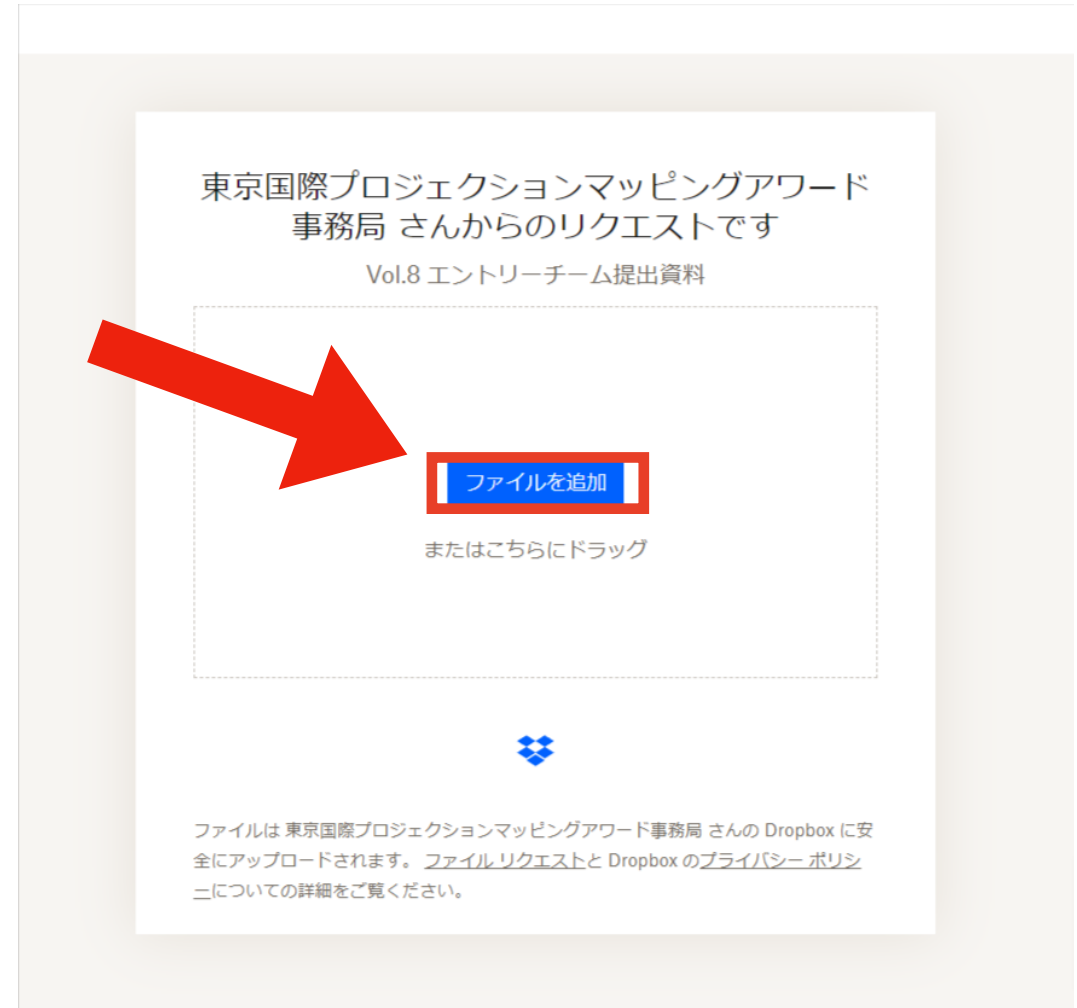 東京国際プロジェクションマッピングアワード
事務局 さんからのリクエストです
Vol.8 エントリーチーム提出資料
ファイルを追加
またはこちらにドラッグ
ファイルは 東京国際プロジェクションマッピングアワード事務局 さんの Dropbox に安
全にアップロードされます。 ファイル リクエストと Dropbox のプライバシー ポリシ
ーについての詳細をご覧ください。